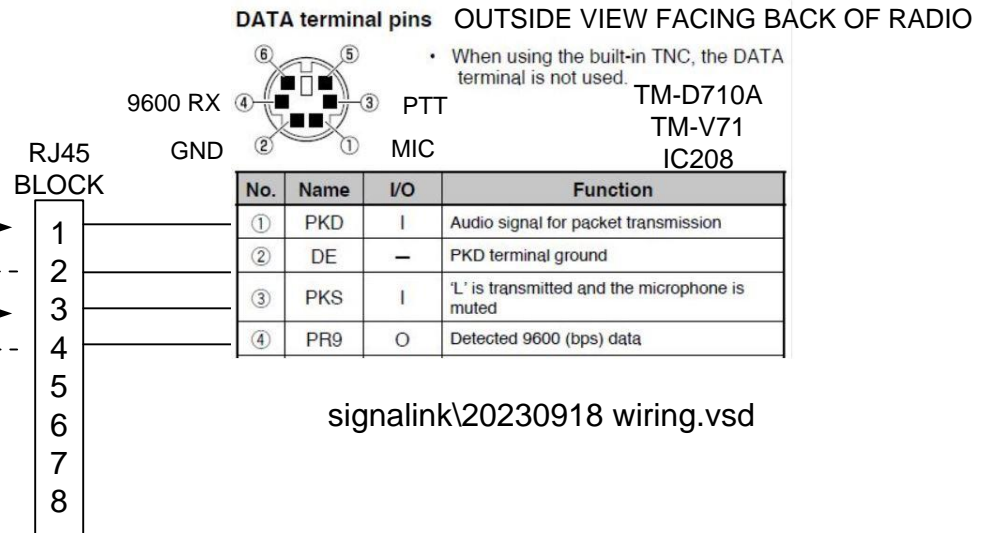 DATA terminal pins OUTSIDE VIEW FACING BACK OF RADIO
⑥ ⑤
• When using the built-in TNC, the DATA
terminal is not used.
9600 RX ④ ③ PTT
TM-D710A
TM-V71
IC208
GND ② ① MIC
RJ45
BLOCK
No. Name I/O Function
① PKD I Audio signal for packet transmission
② DE – PKD terminal ground
③ PKS I 'L' is transmitted and the microphone is
muted
④ PR9 O Detected 9600 (bps) data
1
2
3
4
5
6
7
8
signalink\20230918 wiring.vsd